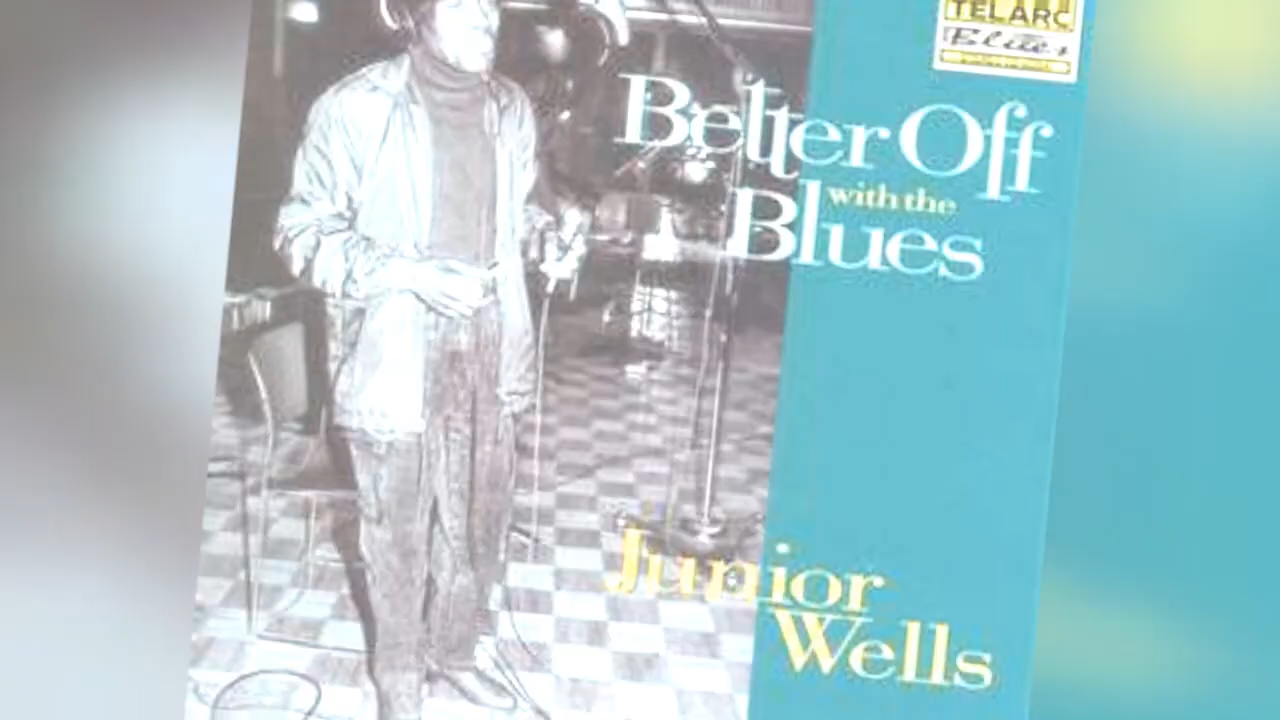 TELARC
Blues
Better Off
with the
Blues
Junior
Wells